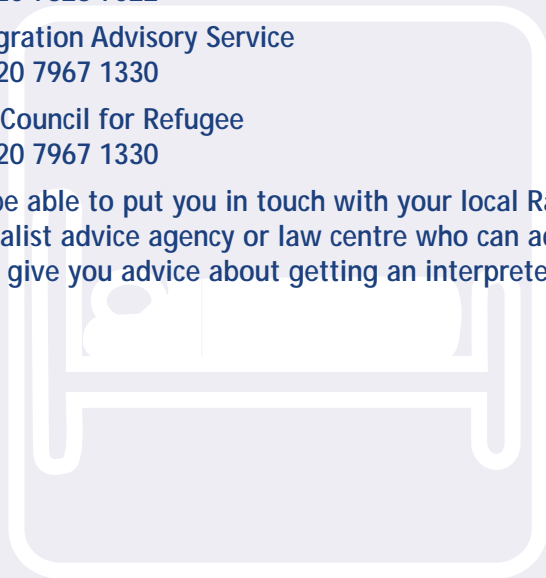 gration Advisory Service
20 7967 1330
Council for Refugee
20 7967 1330
be able to put you in touch with your local Ra
alist advice agency or law centre who can ad
give you advice about getting an interprete